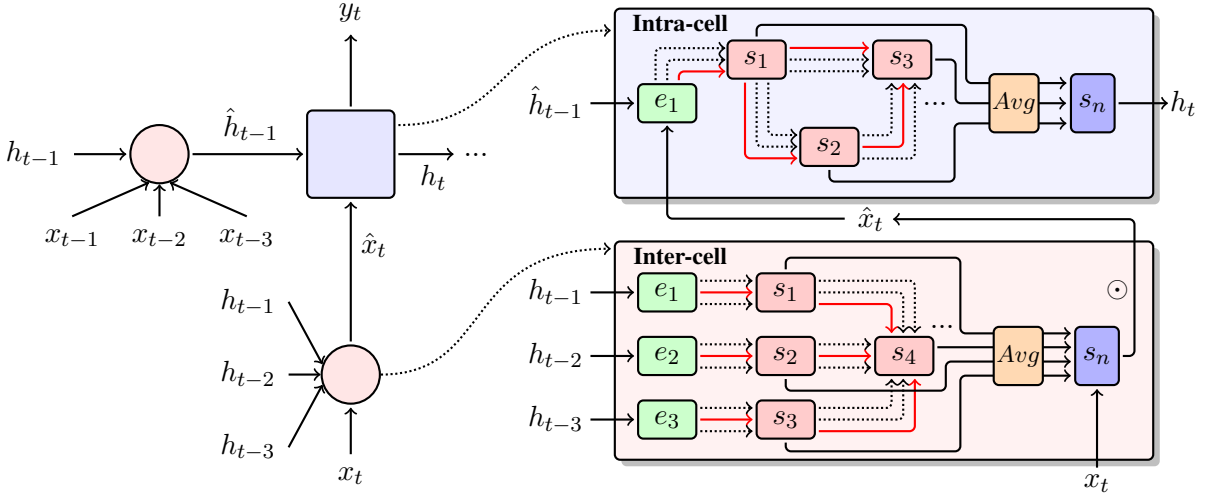 y_t
ĥ_{t−1}
h_{t−1}
h_t
...
x_{t−1} x_{t−2} x_{t−3}
x̂_t
h_{t−1}
h_{t−2}
h_{t−3}
x_t
Intra-cell
ĥ_{t−1}
e_1
s_1
s_3
s_2
...
Avg
s_n
h_t
x̂_t
Inter-cell
h_{t−1} e_1 s_1
⊙
...
h_{t−2} e_2 s_2 s_4 Avg s_n
h_{t−3} e_3 s_3
x_t